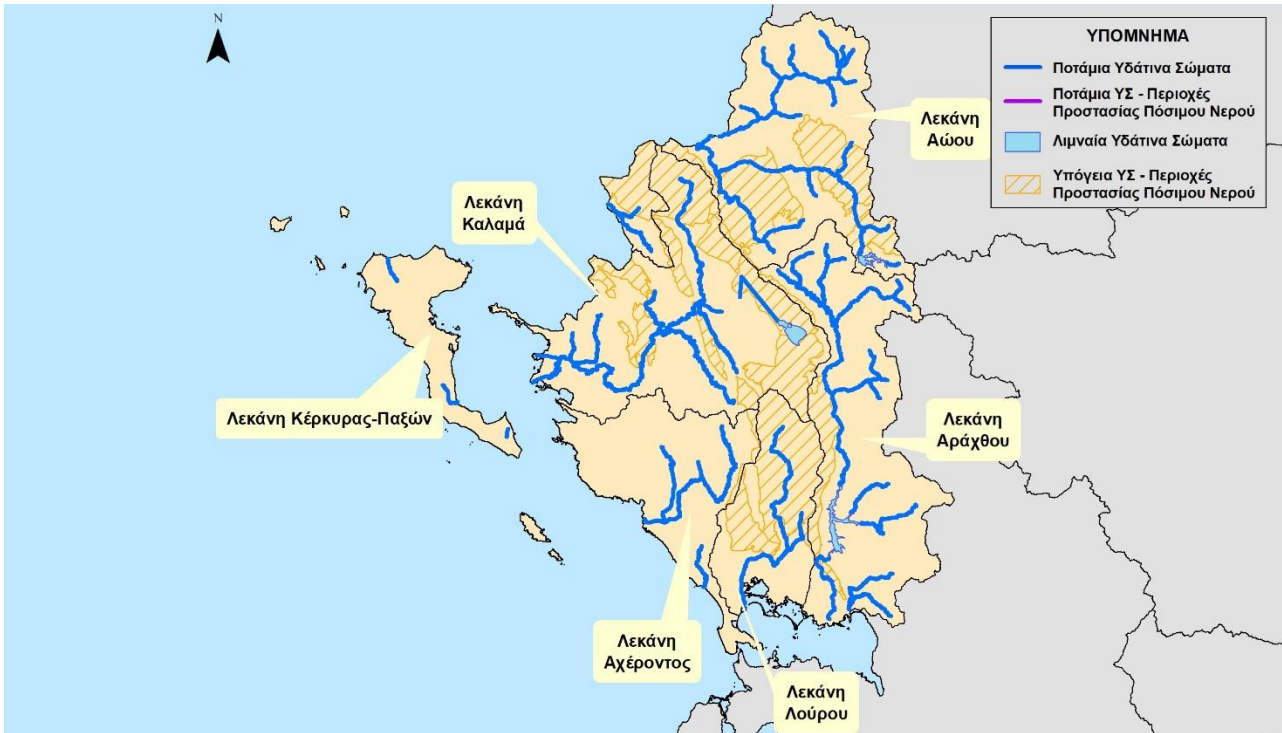 N
ΥΠΟΜΝΗΜΑ
Ποτάμια Υδάτινα Σώματα
Ποτάμια ΥΣ - Περιοχές
Προστασίας Πόσιμου Νερού
Λιμναία Υδάτινα Σώματα
Υπόγεια ΥΣ - Περιοχές
Προστασίας Πόσιμου Νερού
Λεκάνη
Αώου
Λεκάνη
Καλαμά
Λεκάνη Κέρκυρας-Παξών
Λεκάνη
Αράχθου
Λεκάνη
Αχέροντος
Λεκάνη
Λούρου